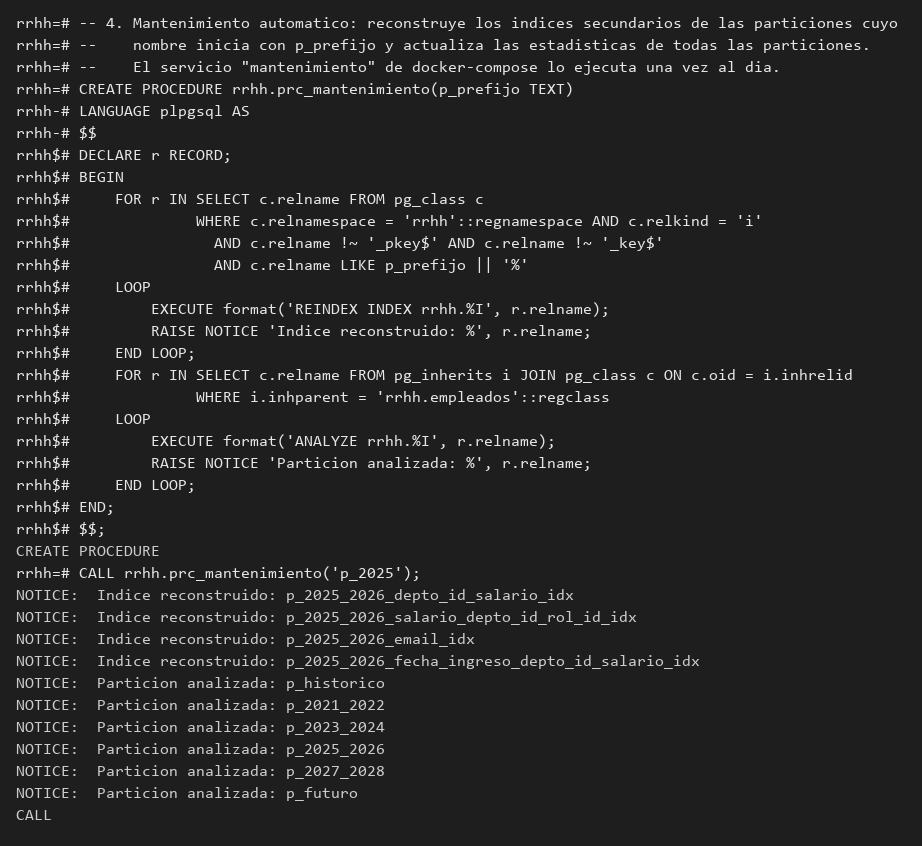 rrhh=# -- 4. Mantenimiento automatico: reconstruye los indices secundarios de las particiones cuyo
rrhh=# --    nombre inicia con p_prefijo y actualiza las estadisticas de todas las particiones.
rrhh=# --    El servicio "mantenimiento" de docker-compose lo ejecuta una vez al dia.
rrhh=# CREATE PROCEDURE rrhh.prc_mantenimiento(p_prefijo TEXT)
rrhh-# LANGUAGE plpgsql AS
rrhh-# $$
rrhh$# DECLARE r RECORD;
rrhh$# BEGIN
rrhh$#     FOR r IN SELECT c.relname FROM pg_class c
rrhh$#              WHERE c.relnamespace = 'rrhh'::regnamespace AND c.relkind = 'i'
rrhh$#                AND c.relname !~ '_pkey$' AND c.relname !~ '_key$'
rrhh$#                AND c.relname LIKE p_prefijo || '%'
rrhh$#     LOOP
rrhh$#         EXECUTE format('REINDEX INDEX rrhh.%I', r.relname);
rrhh$#         RAISE NOTICE 'Indice reconstruido: %', r.relname;
rrhh$#     END LOOP;
rrhh$#     FOR r IN SELECT c.relname FROM pg_inherits i JOIN pg_class c ON c.oid = i.inhrelid
rrhh$#              WHERE i.inhparent = 'rrhh.empleados'::regclass
rrhh$#     LOOP
rrhh$#         EXECUTE format('ANALYZE rrhh.%I', r.relname);
rrhh$#         RAISE NOTICE 'Particion analizada: %', r.relname;
rrhh$#     END LOOP;
rrhh$# END;
rrhh$# $$;
CREATE PROCEDURE
rrhh=# CALL rrhh.prc_mantenimiento('p_2025');
NOTICE:  Indice reconstruido: p_2025_2026_depto_id_salario_idx
NOTICE:  Indice reconstruido: p_2025_2026_salario_depto_id_rol_id_idx
NOTICE:  Indice reconstruido: p_2025_2026_email_idx
NOTICE:  Indice reconstruido: p_2025_2026_fecha_ingreso_depto_id_salario_idx
NOTICE:  Particion analizada: p_historico
NOTICE:  Particion analizada: p_2021_2022
NOTICE:  Particion analizada: p_2023_2024
NOTICE:  Particion analizada: p_2025_2026
NOTICE:  Particion analizada: p_2027_2028
NOTICE:  Particion analizada: p_futuro
CALL